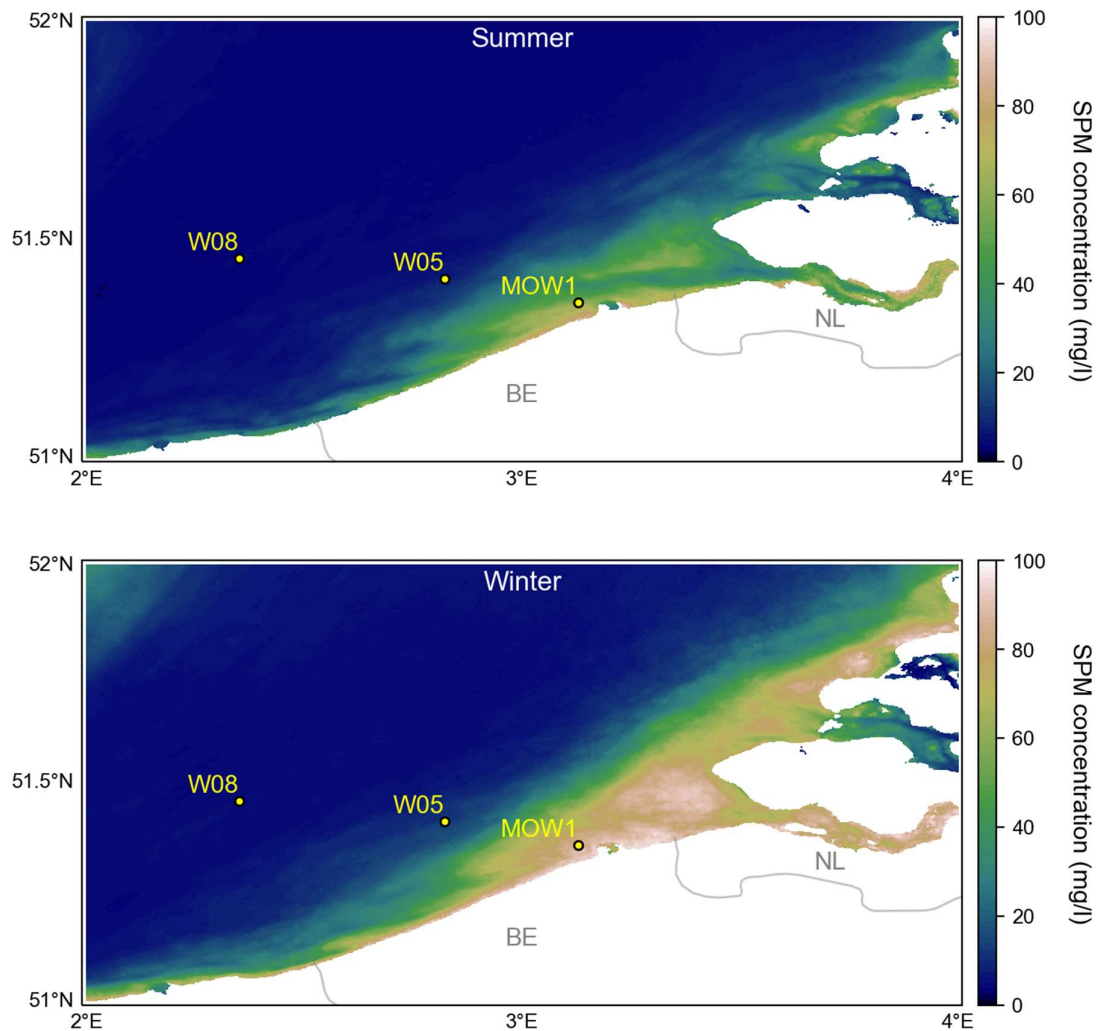 52°N
Summer
100
80
60
40
20
0
SPM concentration (mg/l)
51.5°N
W08
W05
MOW1
NL
BE
51°N
2°E
3°E
4°E
52°N
Winter
100
80
60
40
20
0
SPM concentration (mg/l)
51.5°N
W08
W05
MOW1
NL
BE
51°N
2°E
3°E
4°E